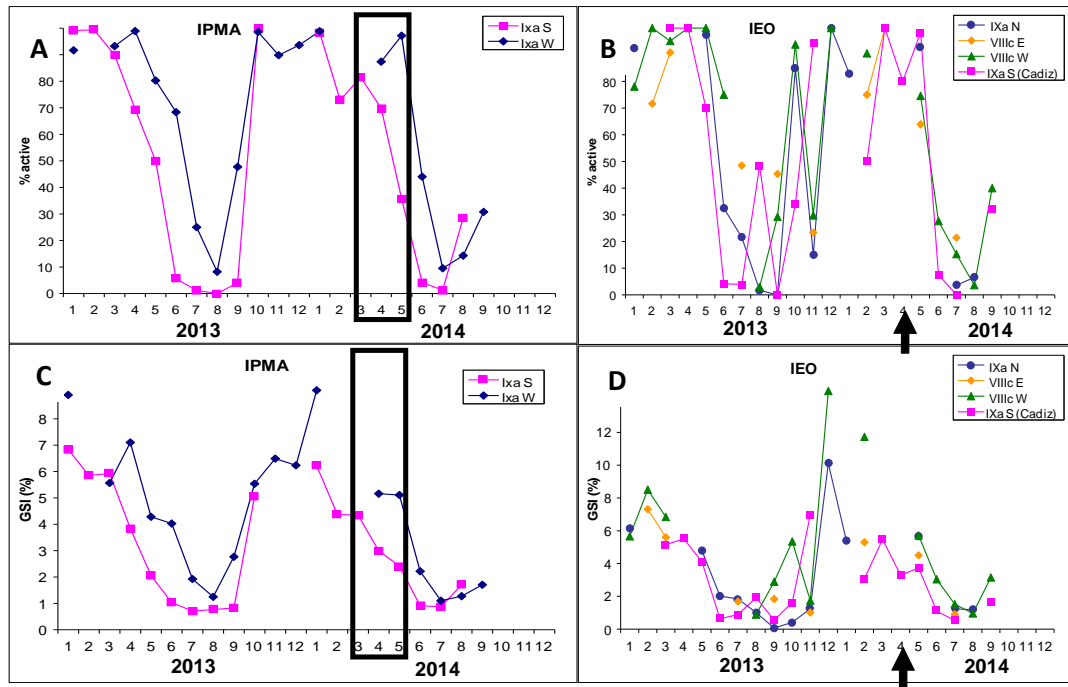 A
IPMA
Ixa S
Ixa W
% active
90
80
70
60
50
40
30
20
10
0
1 2 3 4 5 6 7 8 9 10 11 12 1 2 3 4 5 6 7 8 9 10 11 12
2013
2014
B
IEO
IXa N
VIIIc E
VIIIc W
IXa S (Cadiz)
% active
90
80
70
60
50
40
30
20
10
0
1 2 3 4 5 6 7 8 9 10 11 12 1 2 3 4 5 6 7 8 9 10 11 12
2013
2014
C
IPMA
Ixa S
Ixa W
GSI (%)
8
7
6
5
4
3
2
1
0
1 2 3 4 5 6 7 8 9 10 11 12 1 2 3 4 5 6 7 8 9 10 11 12
2013
2014
D
IEO
IXa N
VIIIc E
VIIIc W
IXa S (Cadiz)
GSI (%)
12
10
8
6
4
2
0
1 2 3 4 5 6 7 8 9 10 11 12 1 2 3 4 5 6 7 8 9 10 11 12
2013
2014